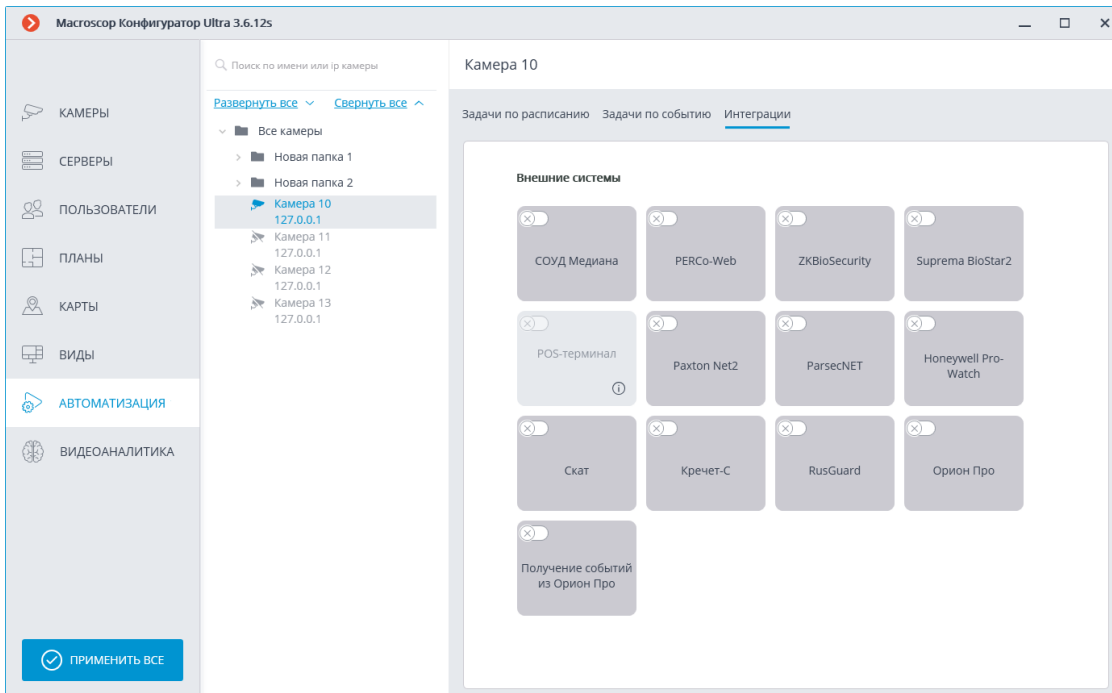 Macroscop Конфигуратор Ultra 3.6.12s
КАМЕРЫ
СЕРВЕРЫ
ПОЛЬЗОВАТЕЛИ
ПЛАНЫ
КАРТЫ
ВИДЫ
АВТОМАТИЗАЦИЯ
ВИДЕОАНАЛИТИКА
ПРИМЕНИТЬ ВСЕ
Поиск по имени или ip камеры
Развернуть все Свернуть все
Все камеры
Новая папка 1
Новая папка 2
Камера 10
127.0.0.1
Камера 11
127.0.0.1
Камера 12
127.0.0.1
Камера 13
127.0.0.1
Камера 10
Задачи по расписанию Задачи по событию Интеграции
Внешние системы
СОУД Медиана
PERCo-Web
ZKBioSecurity
Suprema BioStar2
POS-терминал
Paxton Net2
ParsecNET
Honeywell Pro-
Watch
Скат
Кречет-С
RusGuard
Орион Про
Получение событий
из Орион Про